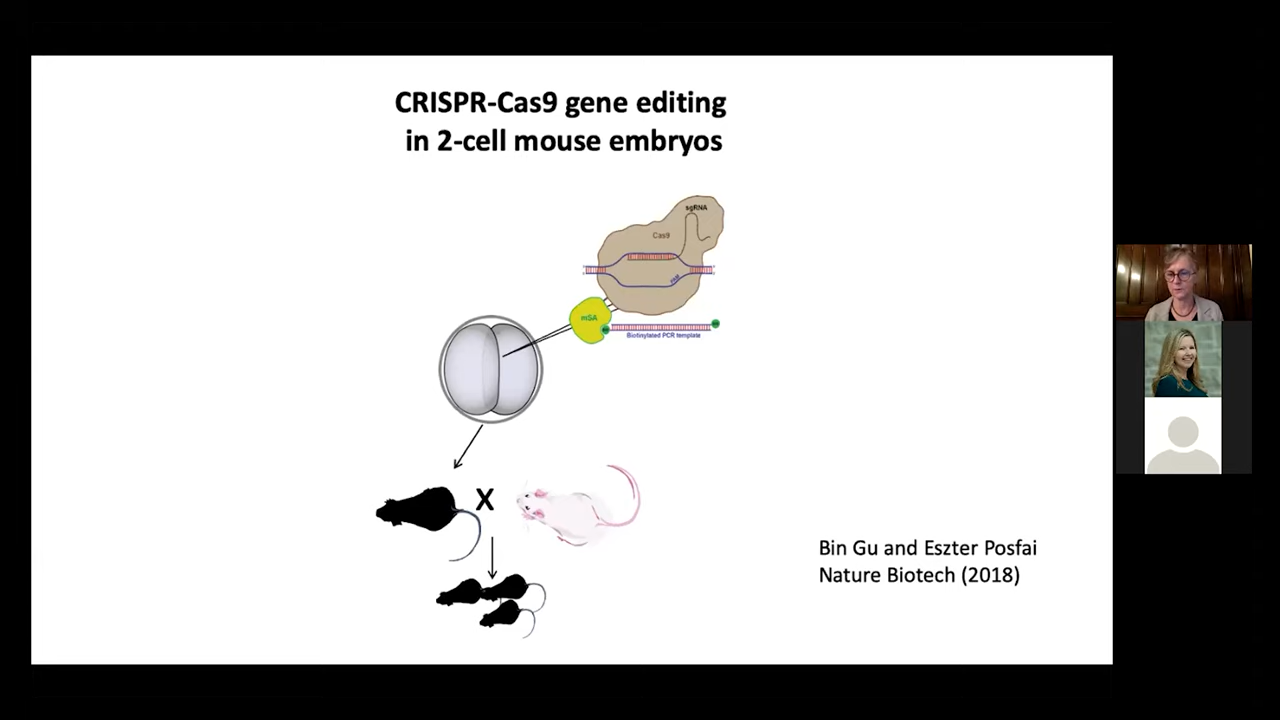 CRISPR-Cas9 gene editing
in 2-cell mouse embryos
sgRNA
Cas9
PAM
mSA
Biotinylated PCR template
X
Bin Gu and Eszter Posfai
Nature Biotech (2018)